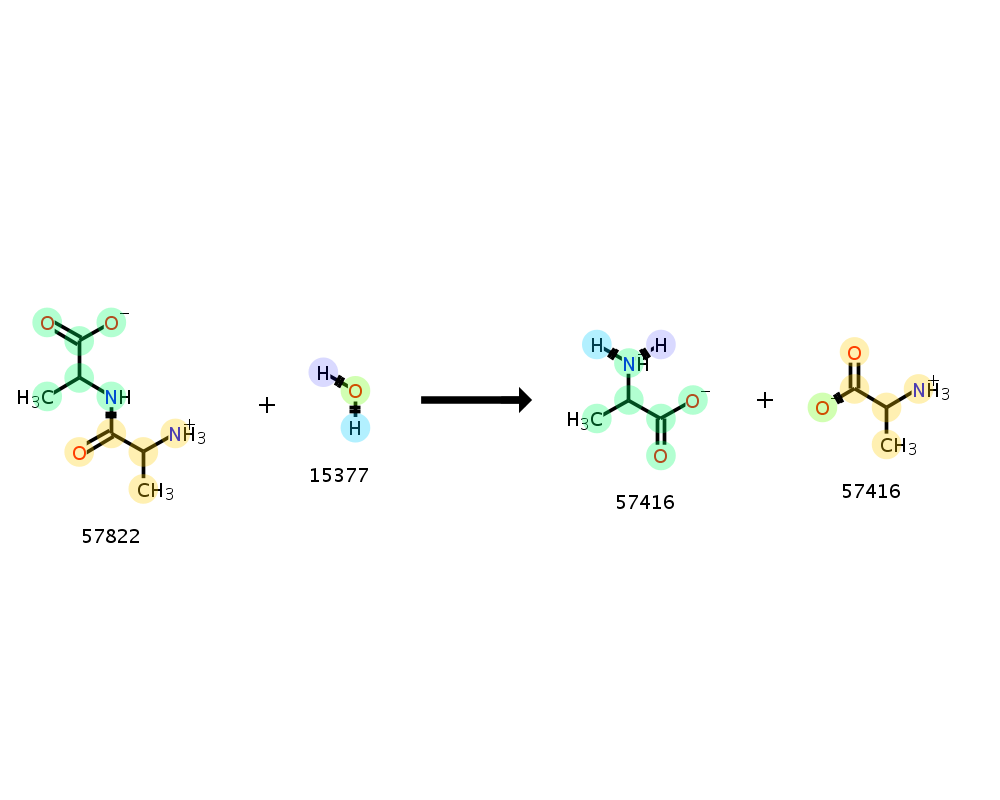 O O⁻
H₃C NH
O NH₃⁺
CH₃
57822
+
H O
H
15377
H NH⁺ H
H₃C O⁻
O
57416
+
O
O⁻ NH₃⁺
CH₃
57416